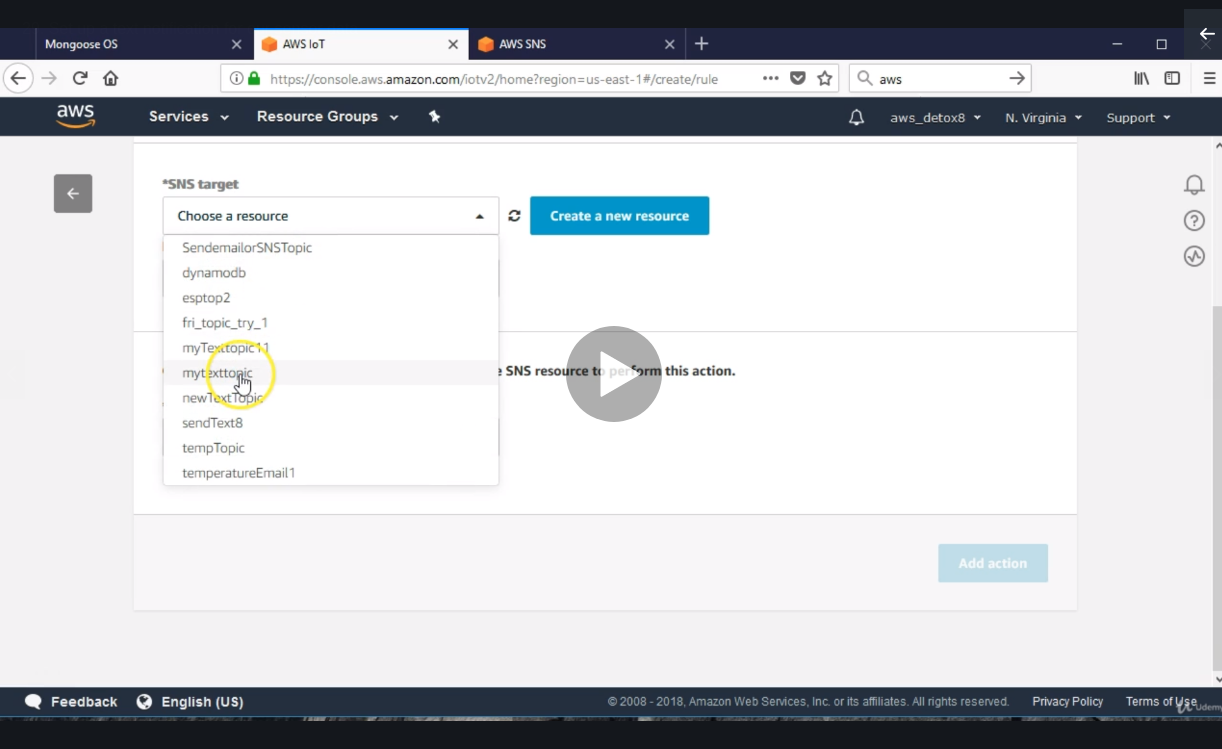 Mongoose OS
AWS IoT
AWS SNS
https://console.aws.amazon.com/iotv2/home?region=us-east-1#/create/rule
aws
aws
Services
Resource Groups
aws_detox8
N. Virginia
Support
*SNS target
Choose a resource
Create a new resource
SendemailorSNSTopic
dynamodb
esptop2
fri_topic_try_1
myTexttopic11
mytexttopic
SNS resource to perform this action.
newTextTopic
sendText8
tempTopic
temperatureEmail1
Add action
Feedback
English (US)
© 2008 - 2018, Amazon Web Services, Inc. or its affiliates. All rights reserved.
Privacy Policy
Terms of Use
Udemy